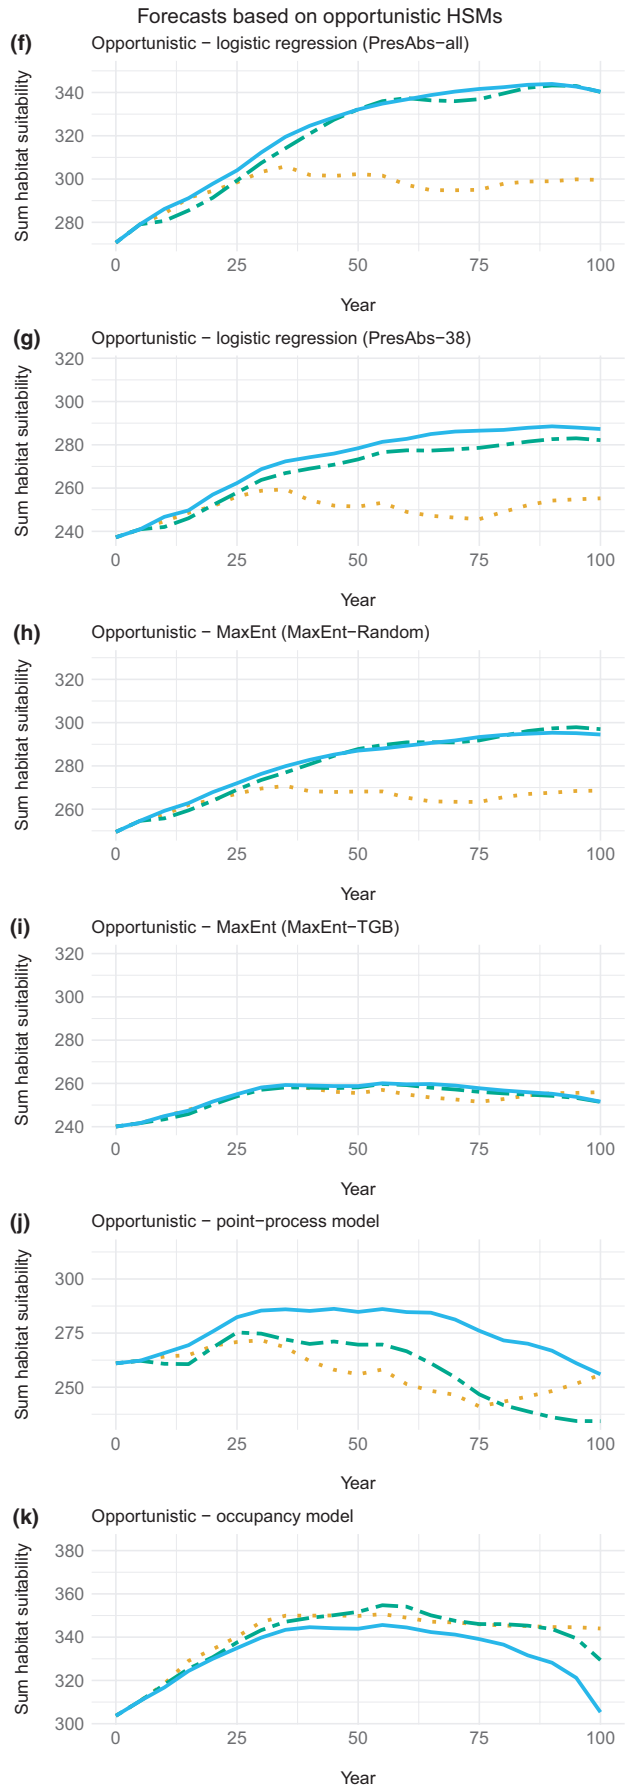 Forecasts based on opportunistic HSMs
(f) Opportunistic − logistic regression (PresAbs−all)
Sum habitat suitability
340
320
300
280
0 25 50 75 100
Year
(g) Opportunistic − logistic regression (PresAbs−38)
Sum habitat suitability
320
300
280
260
240
0 25 50 75 100
Year
(h) Opportunistic − MaxEnt (MaxEnt−Random)
Sum habitat suitability
320
300
280
260
0 25 50 75 100
Year
(i) Opportunistic − MaxEnt (MaxEnt−TGB)
Sum habitat suitability
320
300
280
260
240
0 25 50 75 100
Year
(j) Opportunistic − point−process model
Sum habitat suitability
300
275
250
0 25 50 75 100
Year
(k) Opportunistic − occupancy model
Sum habitat suitability
380
360
340
320
300
0 25 50 75 100
Year